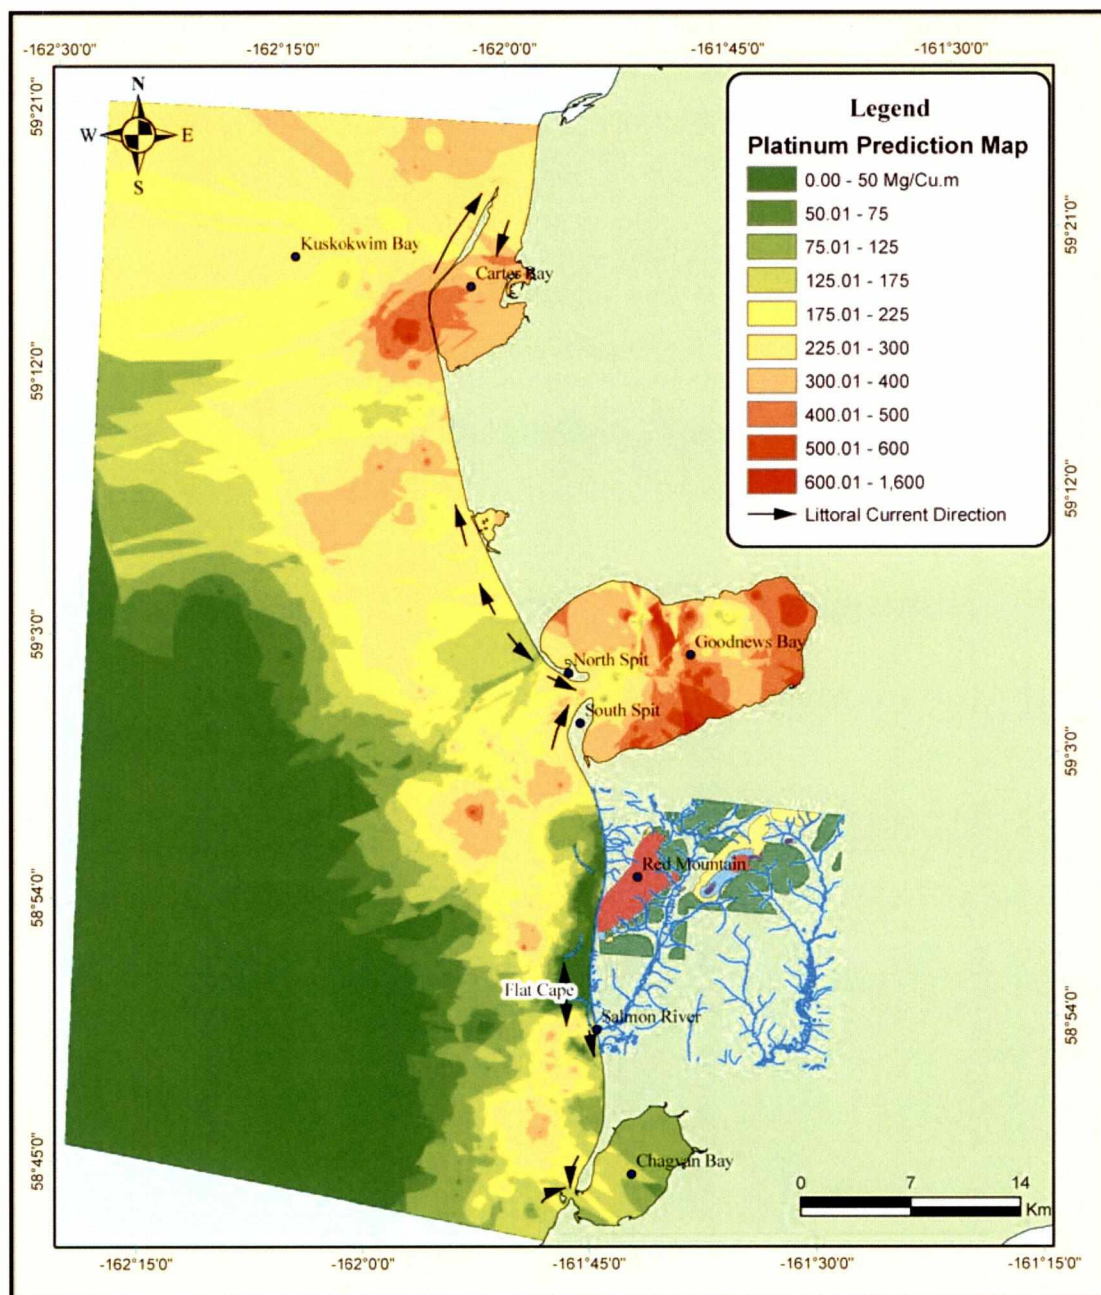 -162°30'0" -162°15'0" -162°0'0" -161°45'0" -161°30'0"
59°21'0"
59°12'0"
59°3'0"
58°54'0"
58°45'0"
N
W E
S
Legend
Platinum Prediction Map
0.00 - 50 Mg/Cu.m
50.01 - 75
75.01 - 125
125.01 - 175
175.01 - 225
225.01 - 300
300.01 - 400
400.01 - 500
500.01 - 600
600.01 - 1,600
Littoral Current Direction
Kuskokwim Bay
Carter Bay
Goodnews Bay
North Spit
South Spit
Red Mountain
Flat Cape
Salmon River
Chagvan Bay
0 7 14
Km
59°21'0"
59°12'0"
59°3'0"
58°54'0"
-162°15'0" -162°0'0" -161°45'0" -161°30'0" -161°15'0"